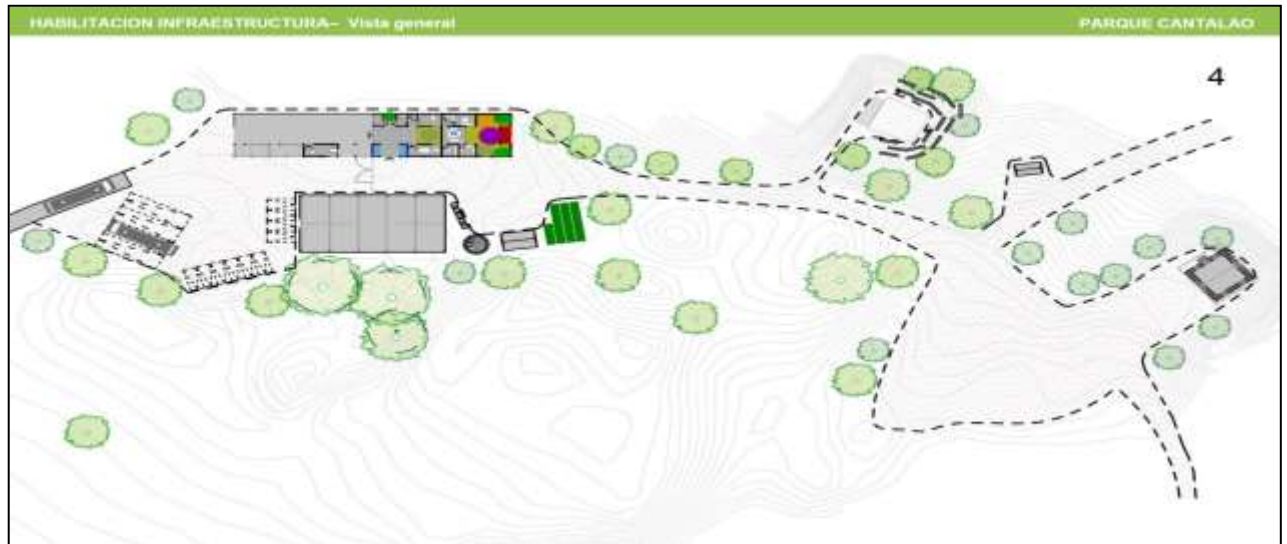 HABILITACION INFRAESTRUCTURA– Vista general
PARQUE CANTALAO
4